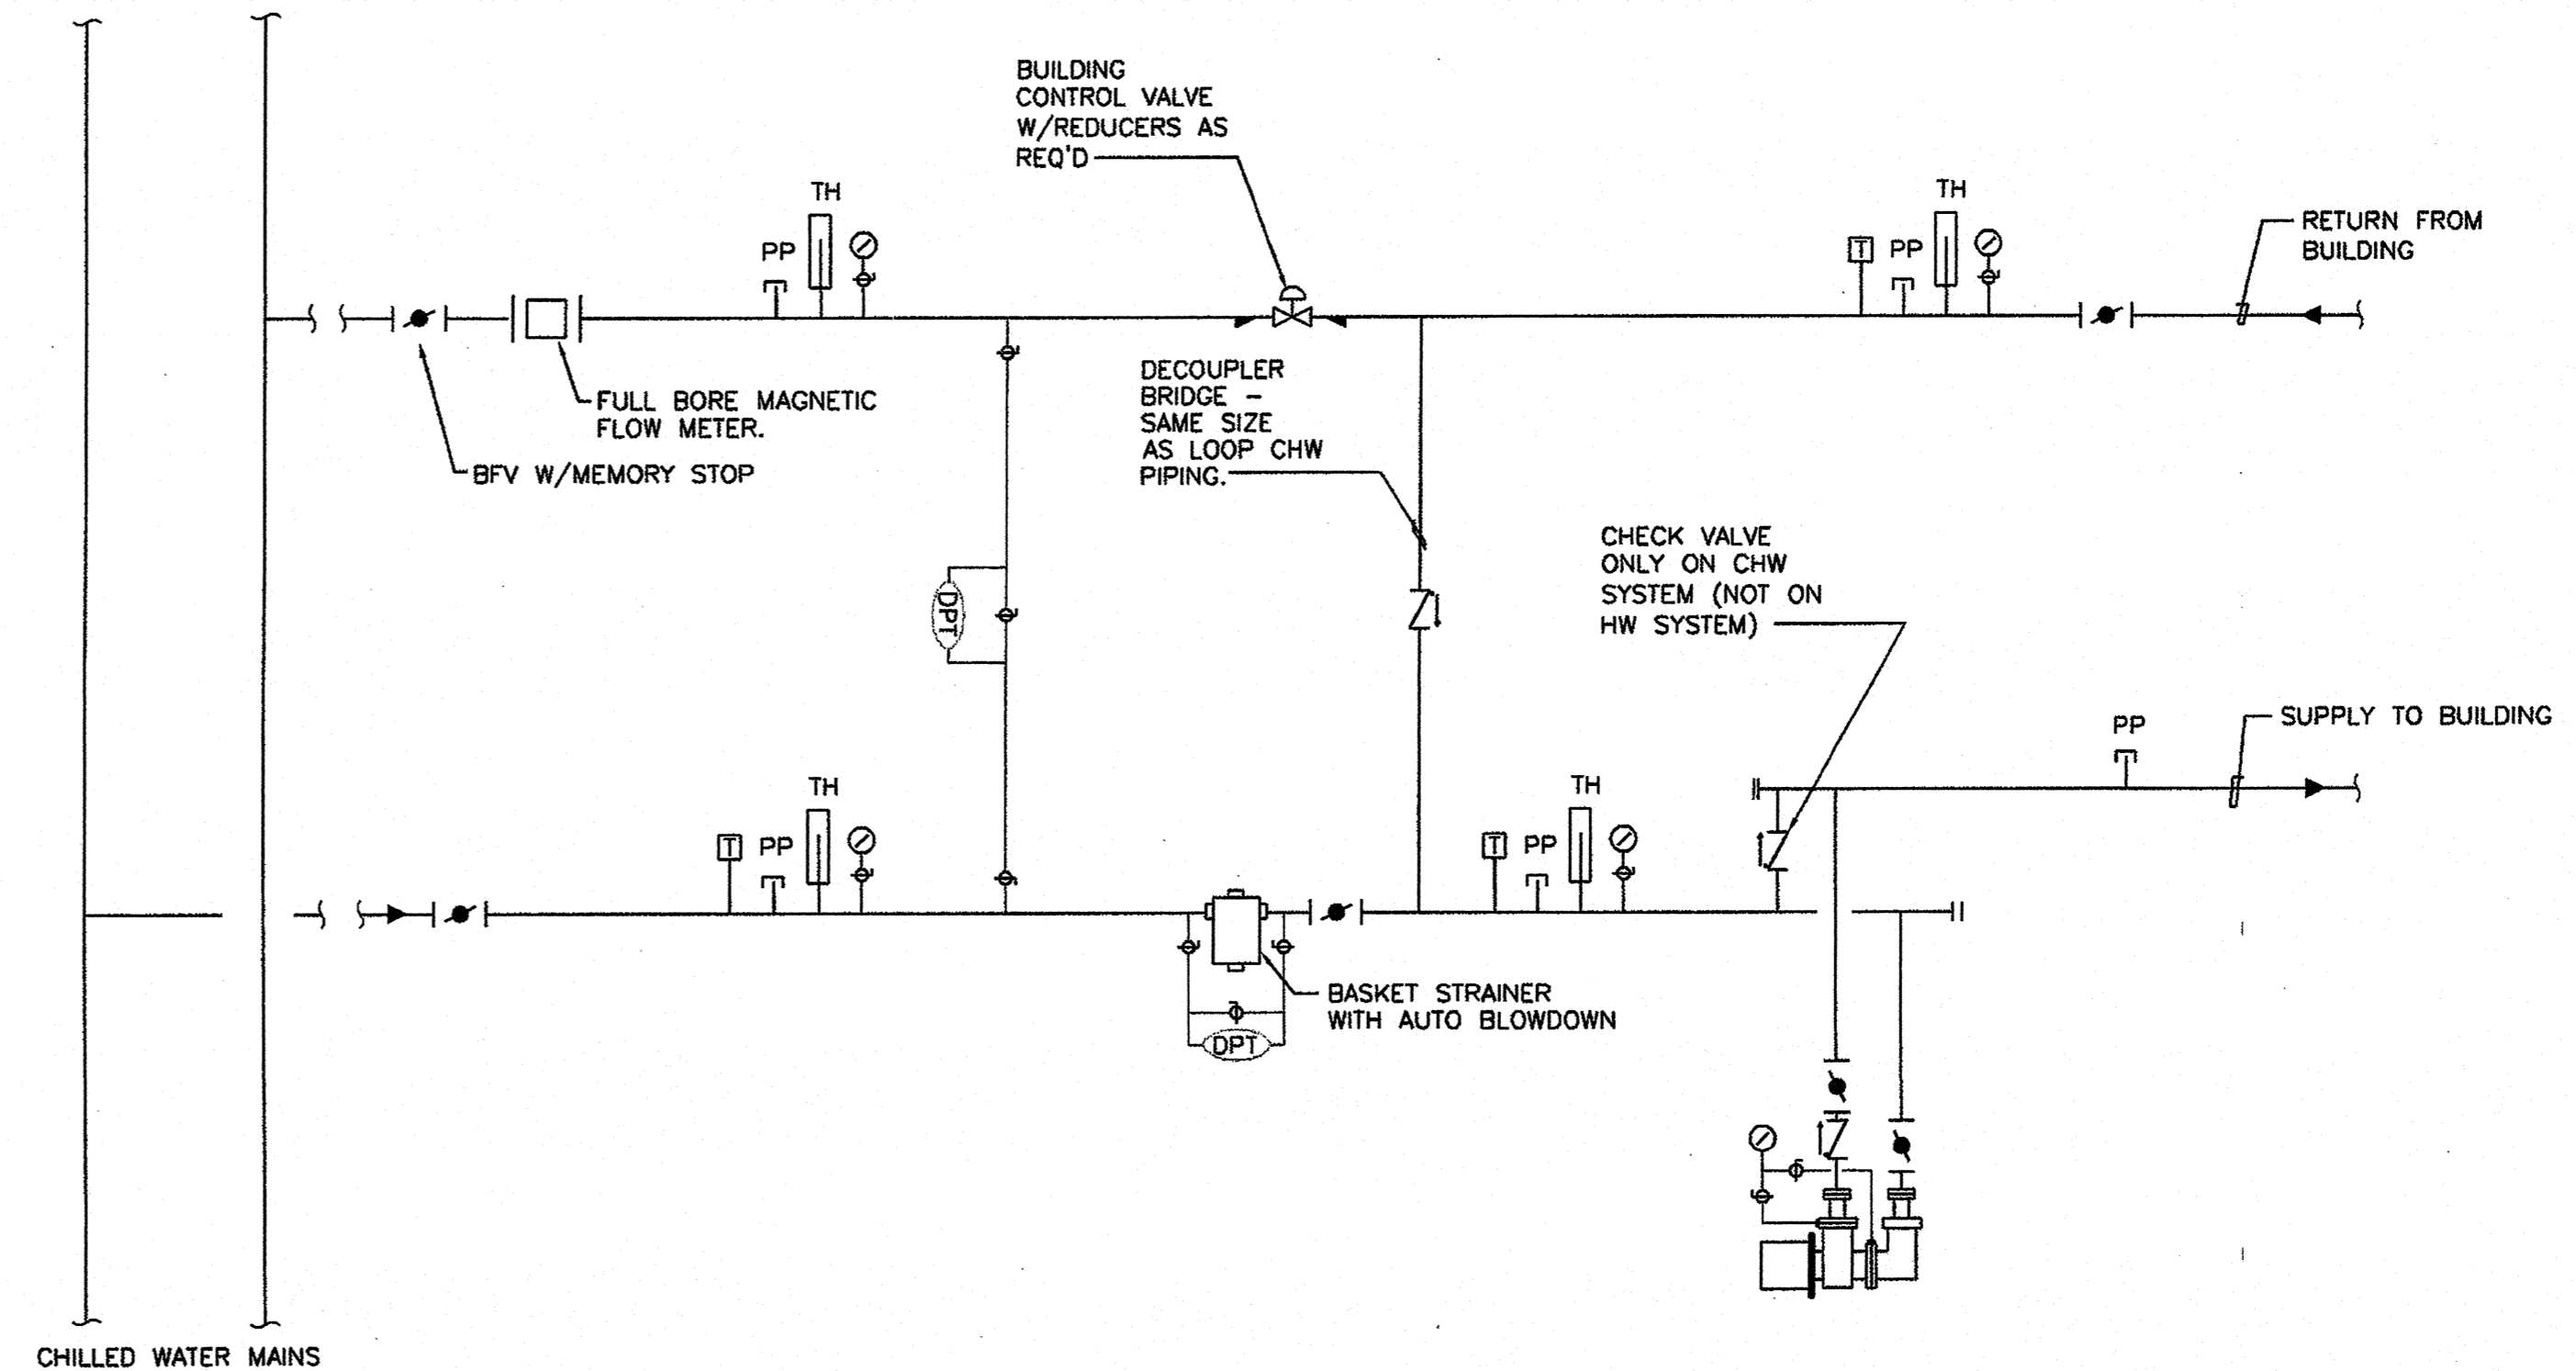 BUILDING
CONTROL VALVE
W/REDUCERS AS
REQ'D
TH
PP
TH
T
PP
RETURN FROM
BUILDING
FULL BORE MAGNETIC
FLOW METER.
BFV W/MEMORY STOP
DECOUPLER
BRIDGE –
SAME SIZE
AS LOOP CHW
PIPING.
CHECK VALVE
ONLY ON CHW
SYSTEM (NOT ON
HW SYSTEM)
DPT
PP
SUPPLY TO BUILDING
TH
T
PP
TH
T
PP
BASKET STRAINER
WITH AUTO BLOWDOWN
DPT
CHILLED WATER MAINS